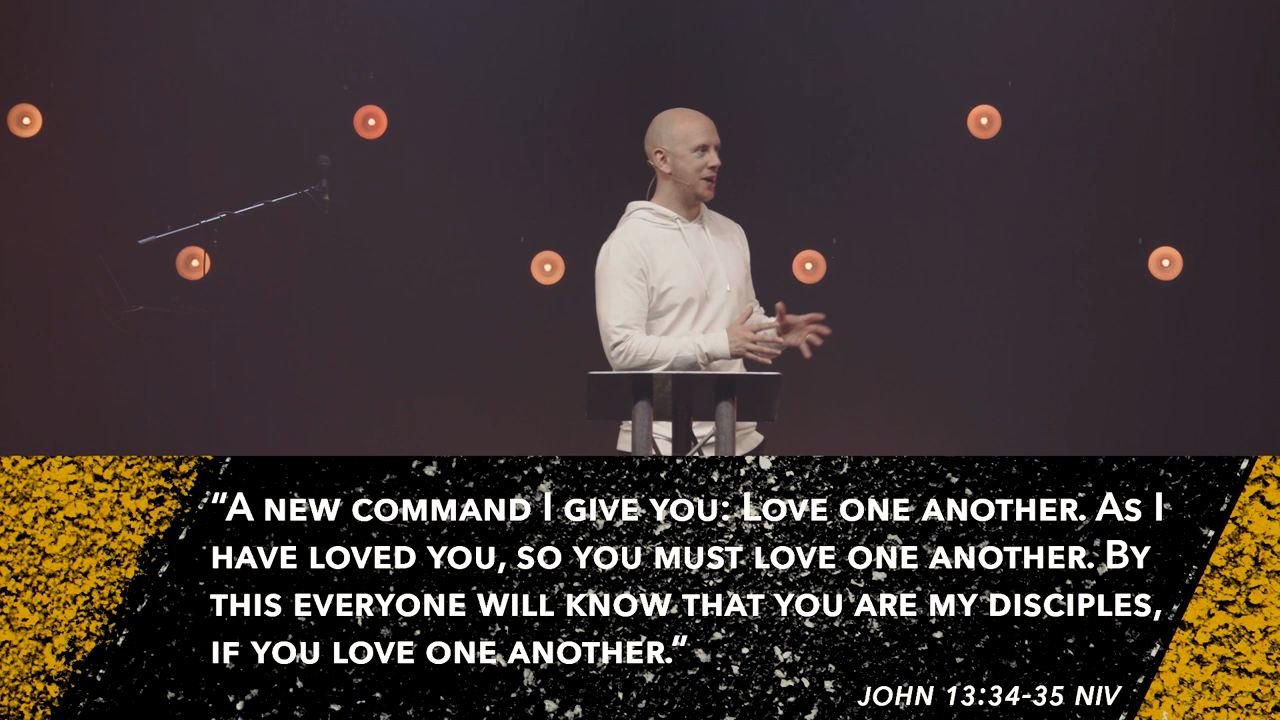 “A new command I give you: Love one another. As I
have loved you, so you must love one another. By
this everyone will know that you are my disciples,
if you love one another.“
JOHN 13:34-35 NIV